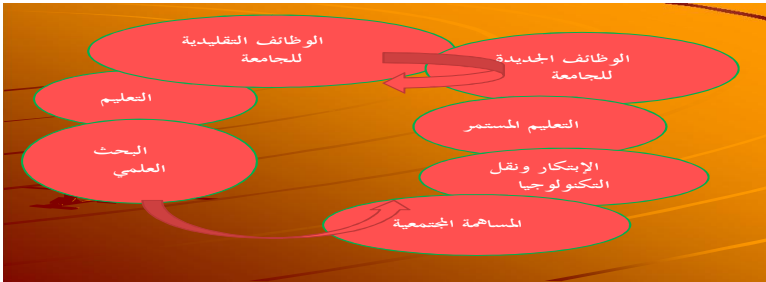 الوظائف الجديدة
للجامعة
التعليم المستمر
الإبتكار ونقل
التكنولوجيا
المساهمة المجتمعية
الوظائف التقليدية
للجامعة
التعليم
البحث
العلمي